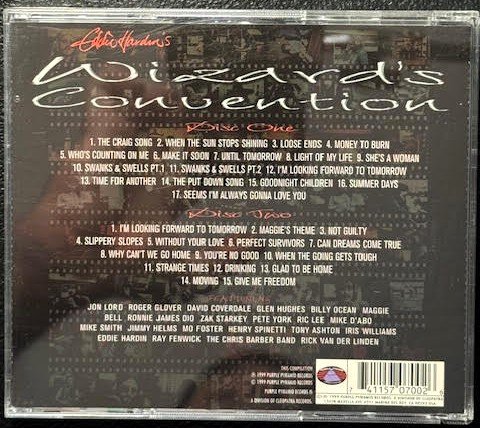 Eddie Hardin's
Wizard's
Convention
Disc One
1. THE CRAIG SONG 2. WHEN THE SUN STOPS SHINING 3. LOOSE ENDS 4. MONEY TO BURN
5. WHO'S COUNTING ON ME 6. MAKE IT SOON 7. UNTIL TOMORROW 8. LIGHT OF MY LIFE 9. SHE'S A WOMAN
10. SWANKS & SWELLS PT.1 11. SWANKS & SWELLS PT.2 12. I'M LOOKING FORWARD TO TOMORROW
13. TIME FOR ANOTHER 14. THE PUT DOWN SONG 15. GOODNIGHT CHILDREN 16. SUMMER DAYS
17. SEEMS I'M ALWAYS GONNA LOVE YOU
Disc Two
1. I'M LOOKING FORWARD TO TOMORROW 2. MAGGIE'S THEME 3. NOT GUILTY
4. SLIPPERY SLOPES 5. WITHOUT YOUR LOVE 6. PERFECT SURVIVORS 7. CAN DREAMS COME TRUE
8. WHY CAN'T WE GO HOME 9. YOU'RE NO GOOD 10. WHEN THE GOING GETS TOUGH
11. STRANGE TIMES 12. DRINKING 13. GLAD TO BE HOME
14. MOVING 15. GIVE ME FREEDOM
FEATURING
JON LORD ROGER GLOVER DAVID COVERDALE GLEN HUGHES BILLY OCEAN MAGGIE
BELL RONNIE JAMES DIO ZAK STARKEY PETE YORK RIC LEE MIKE D'ABO
MIKE SMITH JIMMY HELMS MO FOSTER HENRY SPINETTI TONY ASHTON IRIS WILLIAMS
EDDIE HARDIN RAY FENWICK THE CHRIS BARBER BAND RICK VAN DER LINDEN
THIS COMPILATION
℗ 1999 PURPLE PYRAMID RECORDS
© 1999 PURPLE PYRAMID RECORDS
PURPLE PYRAMID RECORDS IS
A DIVISION OF CLEOPATRA RECORDS
7 41157 07002